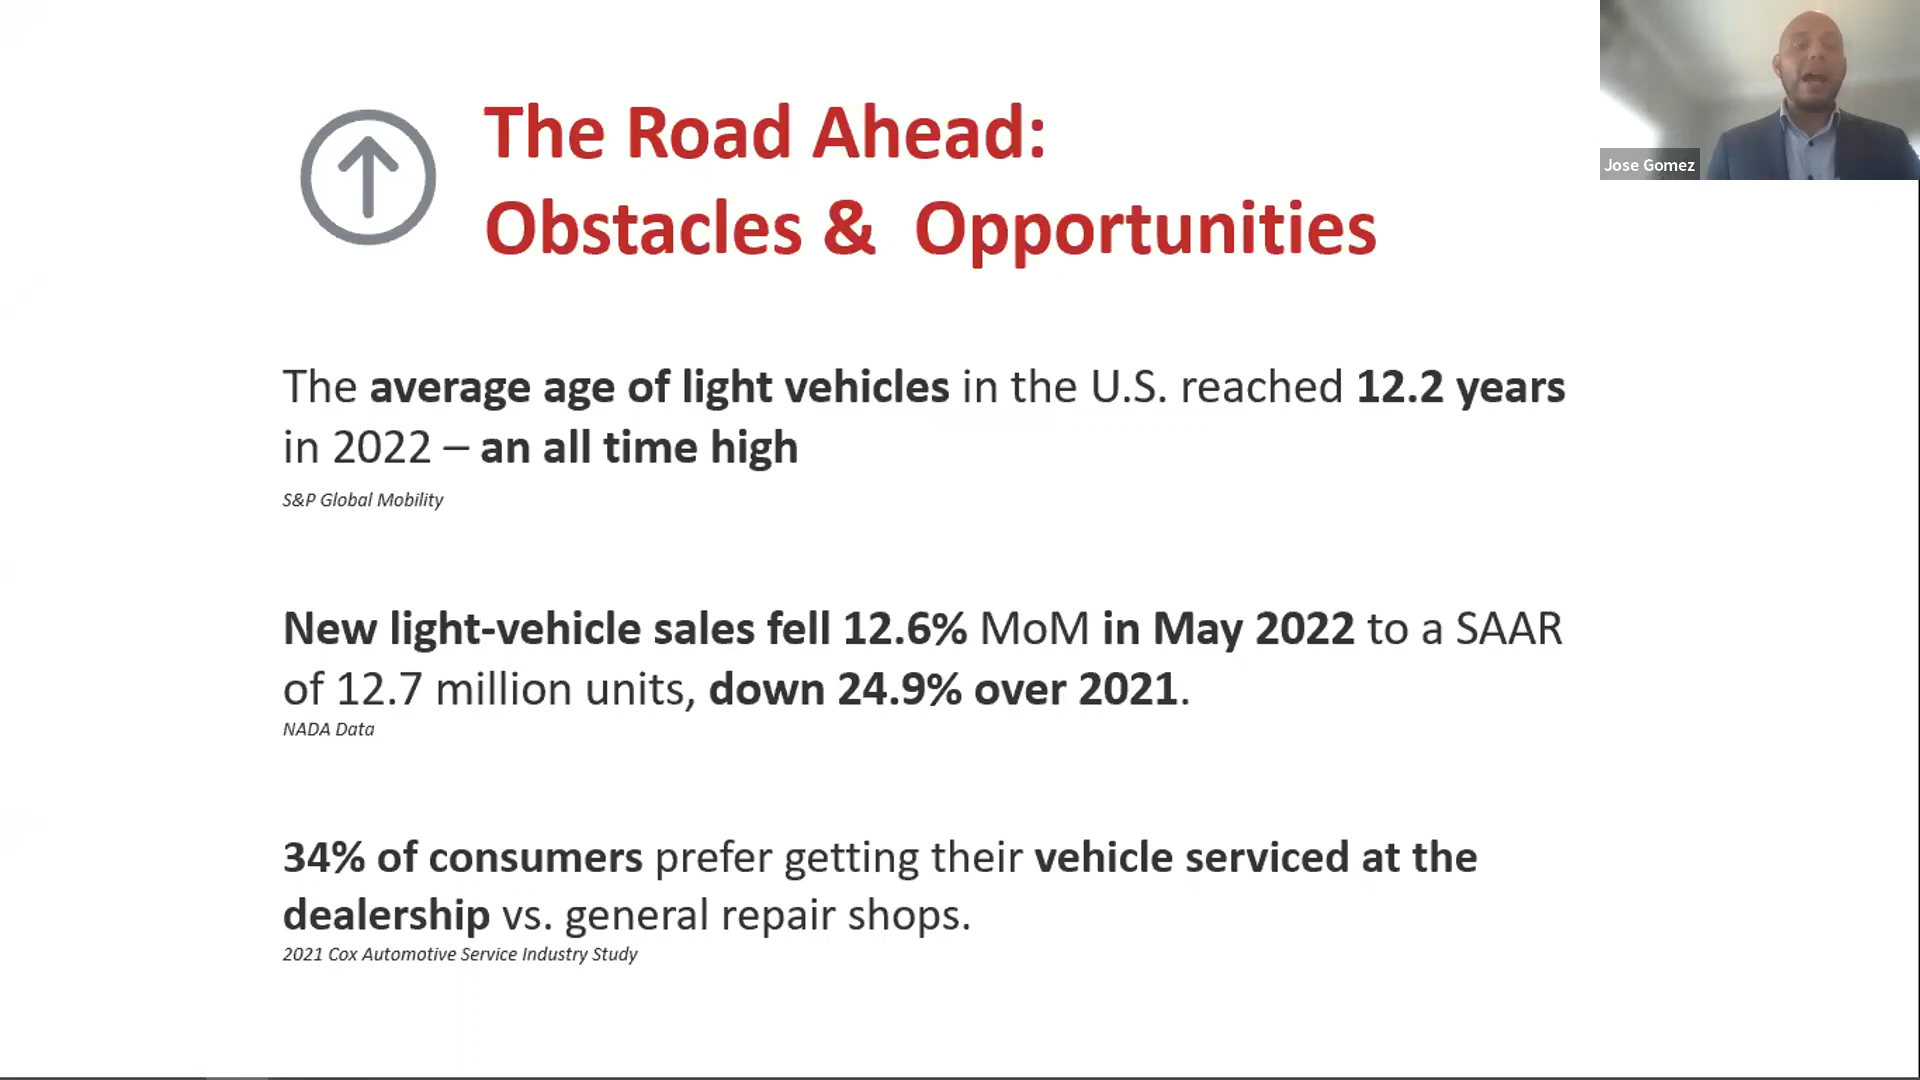 The Road Ahead:
Obstacles & Opportunities
Jose Gomez
The average age of light vehicles in the U.S. reached 12.2 years
in 2022 – an all time high
S&P Global Mobility
New light-vehicle sales fell 12.6% MoM in May 2022 to a SAAR
of 12.7 million units, down 24.9% over 2021.
NADA Data
34% of consumers prefer getting their vehicle serviced at the
dealership vs. general repair shops.
2021 Cox Automotive Service Industry Study